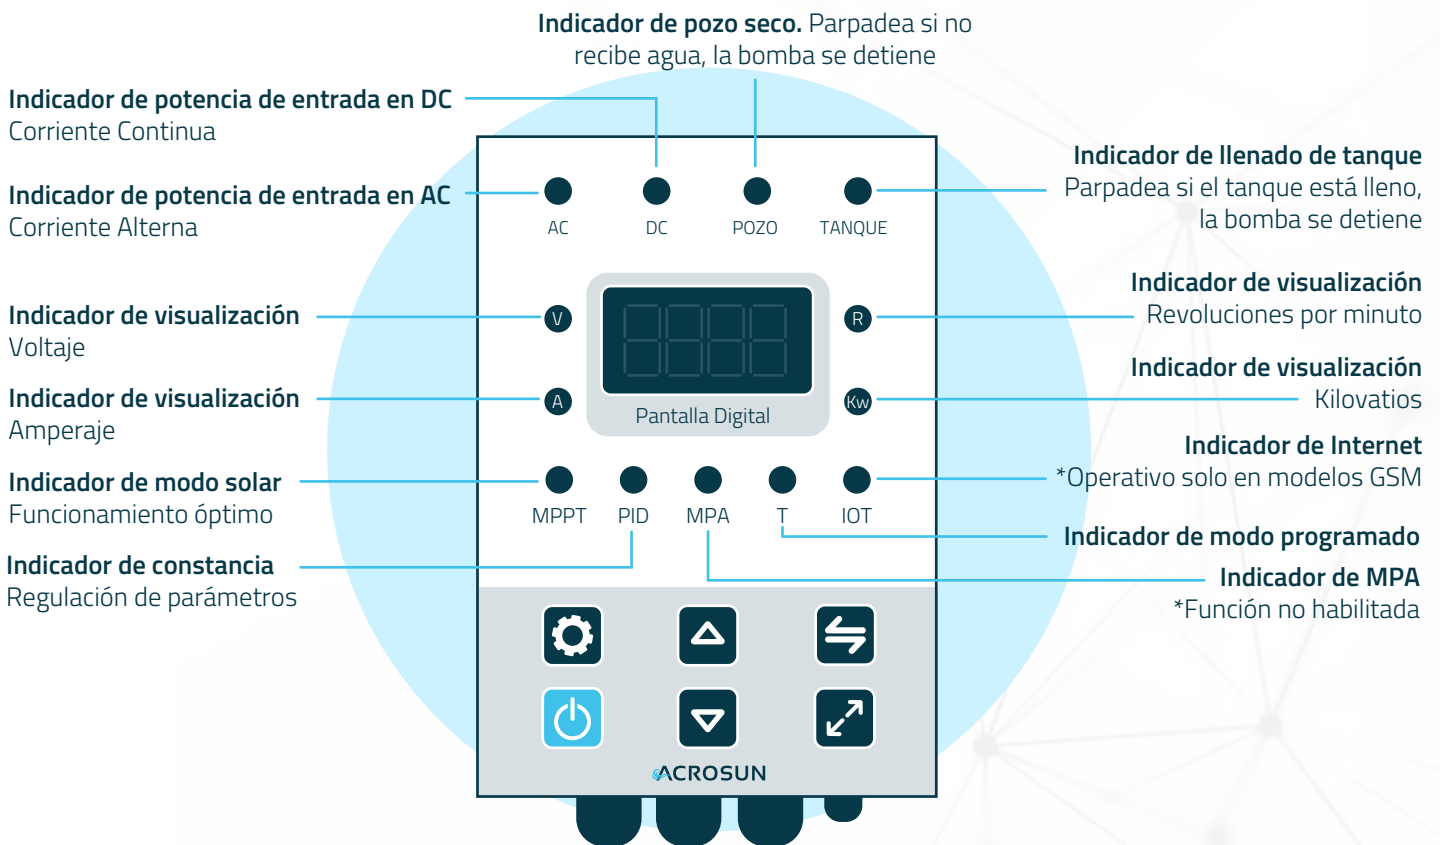 Indicador de pozo seco. Parpadea si no
recibe agua, la bomba se detiene
Indicador de potencia de entrada en DC
Corriente Continua
Indicador de potencia de entrada en AC
Corriente Alterna
Indicador de llenado de tanque
Parpadea si el tanque está lleno,
la bomba se detiene
AC
DC
POZO
TANQUE
Indicador de visualización
Voltaje
Indicador de visualización
Amperaje
V
A
R
Kw
Pantalla Digital
Indicador de visualización
Revoluciones por minuto
Indicador de visualización
Kilovatios
Indicador de modo solar
Funcionamiento óptimo
Indicador de constancia
Regulación de parámetros
MPPT
PID
MPA
T
IOT
Indicador de Internet
*Operativo solo en modelos GSM
Indicador de modo programado
Indicador de MPA
*Función no habilitada
ACROSUN